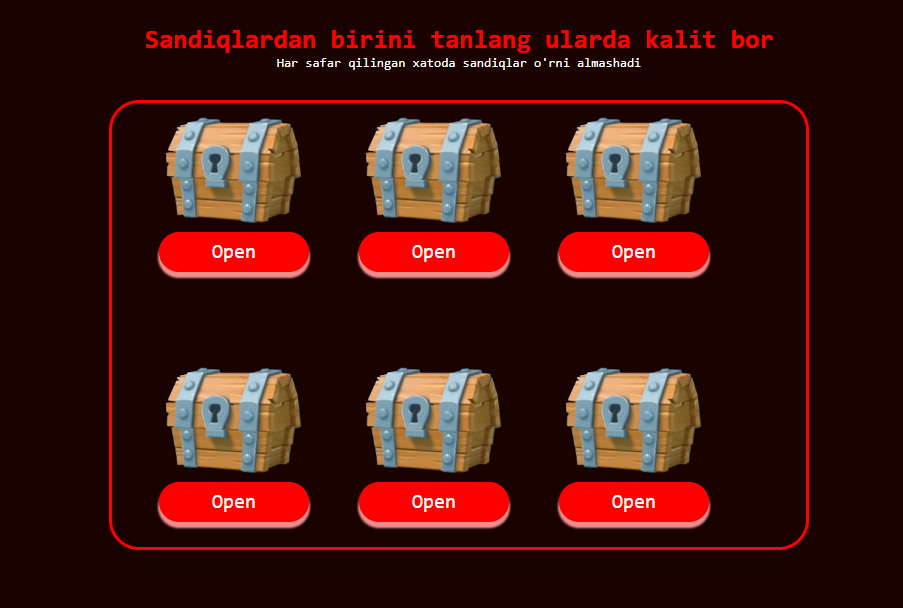 Sandiqlardan birini tanlang ularda kalit bor
Har safar qilingan xatoda sandiqlar o'rni almashadi
Open Open Open
Open Open Open